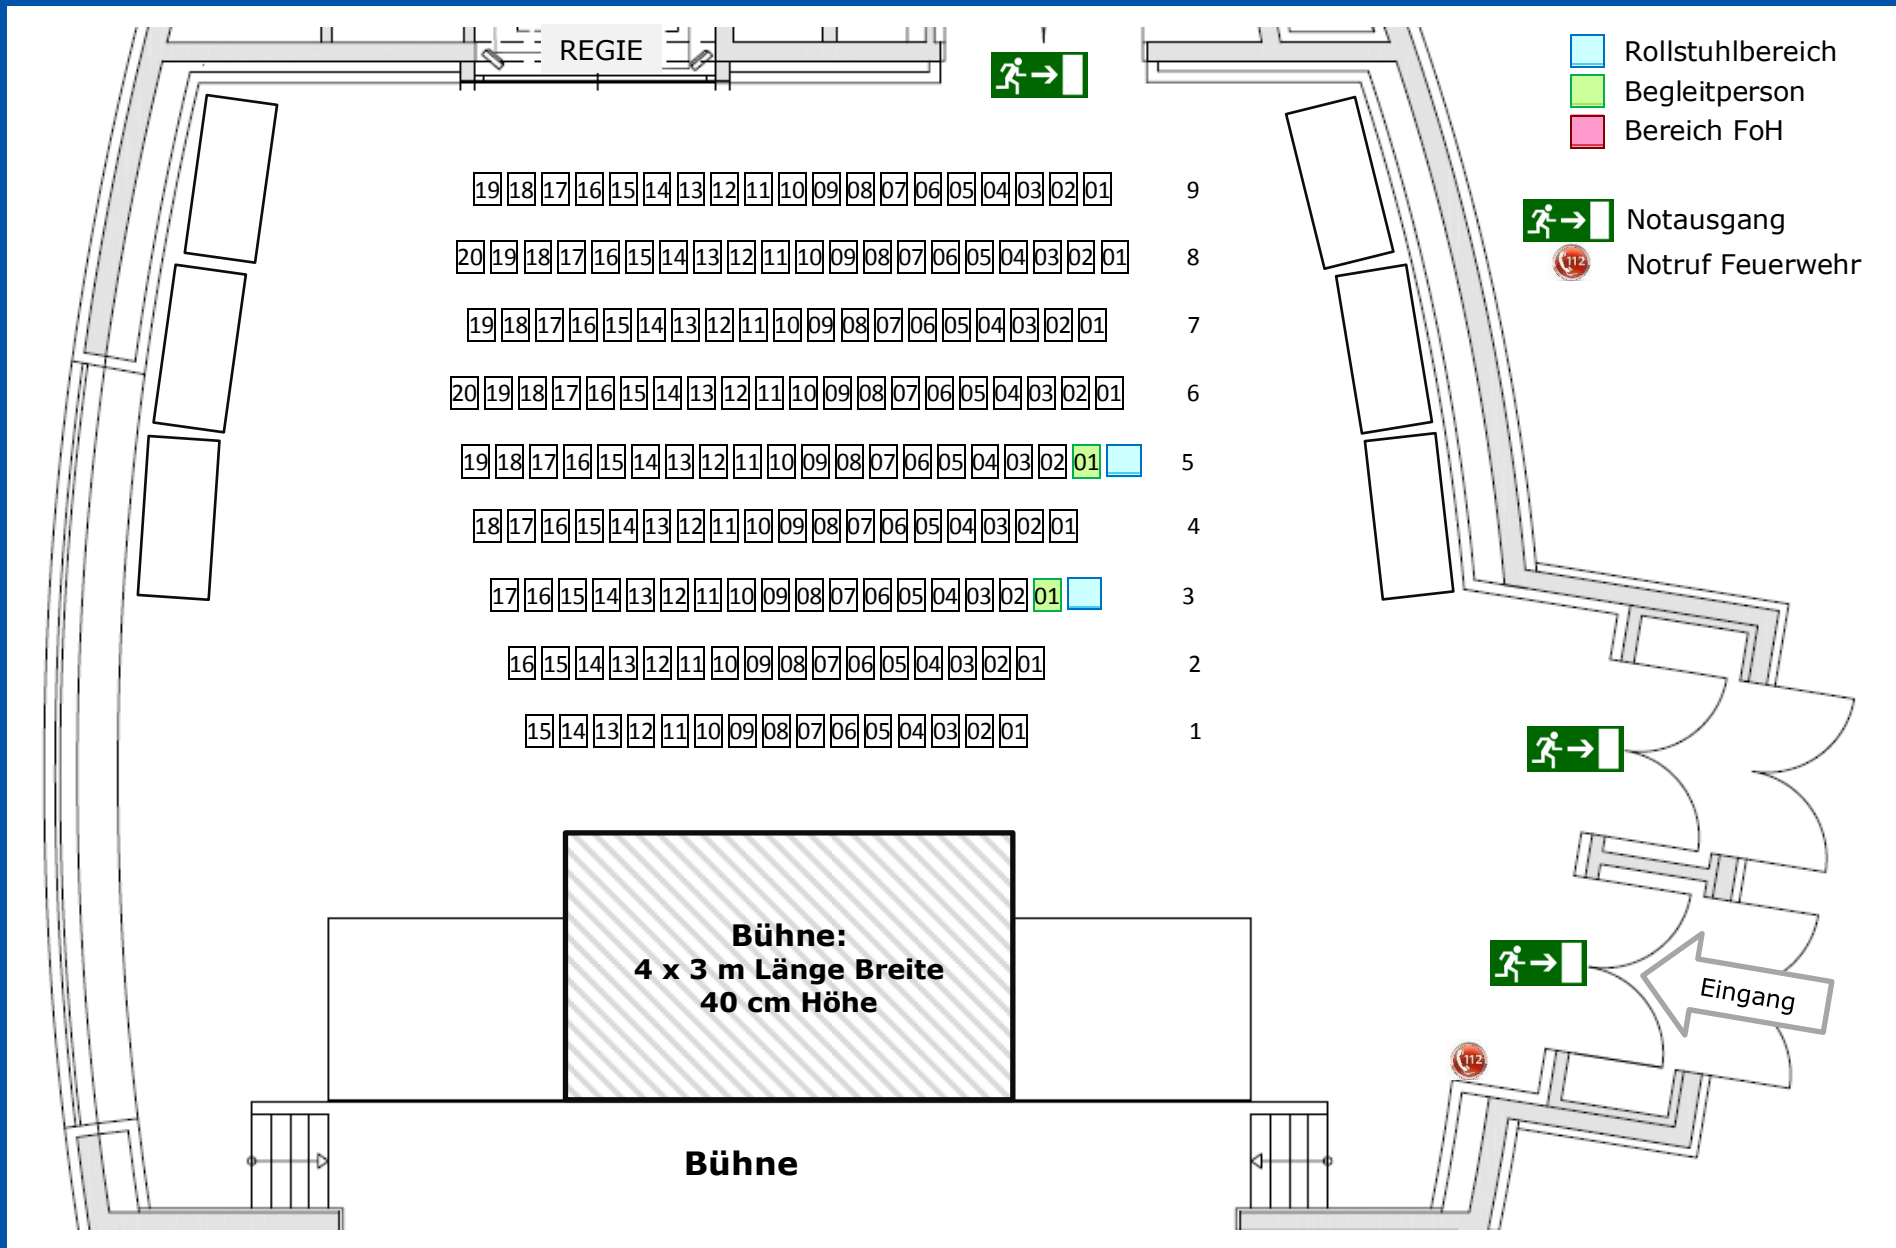 REGIE
Rollstuhlbereich
Begleitperson
Bereich FoH
19 18 17 16 15 14 13 12 11 10 09 08 07 06 05 04 03 02 01 9
Notausgang
20 19 18 17 16 15 14 13 12 11 10 09 08 07 06 05 04 03 02 01 8
112 Notruf Feuerwehr
19 18 17 16 15 14 13 12 11 10 09 08 07 06 05 04 03 02 01 7
20 19 18 17 16 15 14 13 12 11 10 09 08 07 06 05 04 03 02 01 6
19 18 17 16 15 14 13 12 11 10 09 08 07 06 05 04 03 02 01 5
18 17 16 15 14 13 12 11 10 09 08 07 06 05 04 03 02 01 4
17 16 15 14 13 12 11 10 09 08 07 06 05 04 03 02 01 3
16 15 14 13 12 11 10 09 08 07 06 05 04 03 02 01 2
15 14 13 12 11 10 09 08 07 06 05 04 03 02 01 1
Bühne:
4 x 3 m Länge Breite
40 cm Höhe
Eingang
112
Bühne